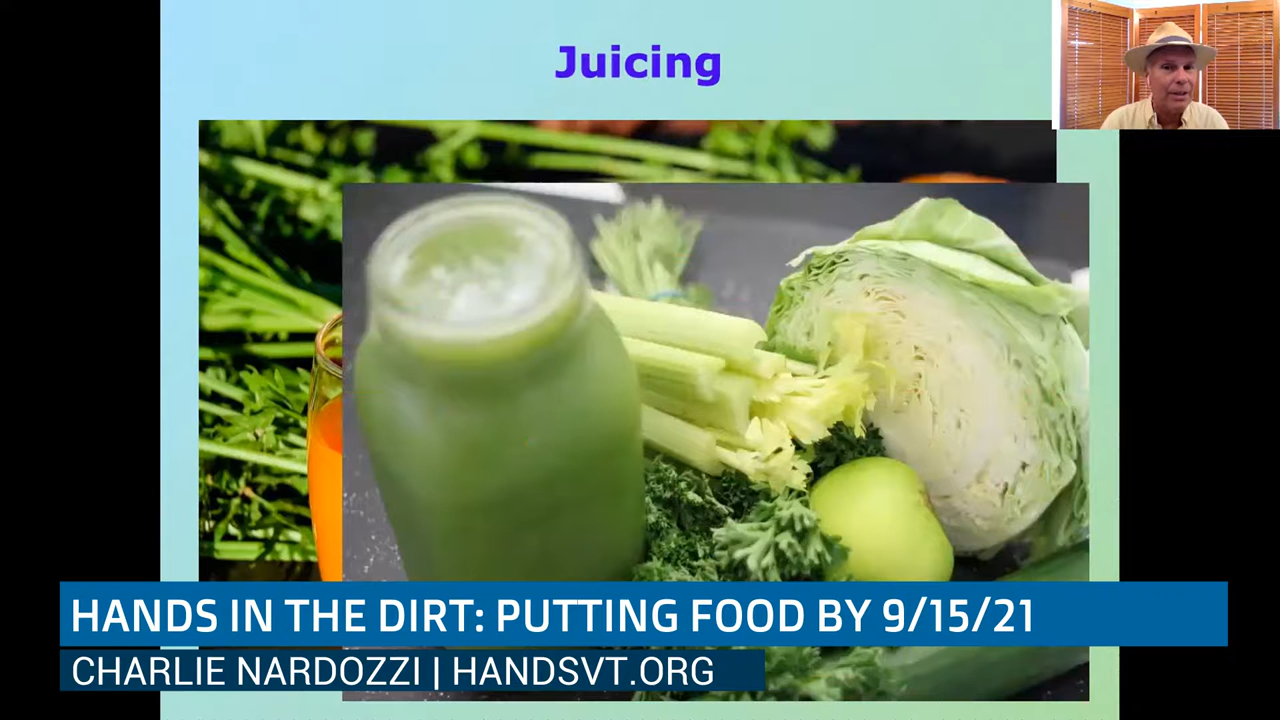 Juicing
HANDS IN THE DIRT: PUTTING FOOD BY 9/15/21
CHARLIE NARDOZZI | HANDSVT.ORG